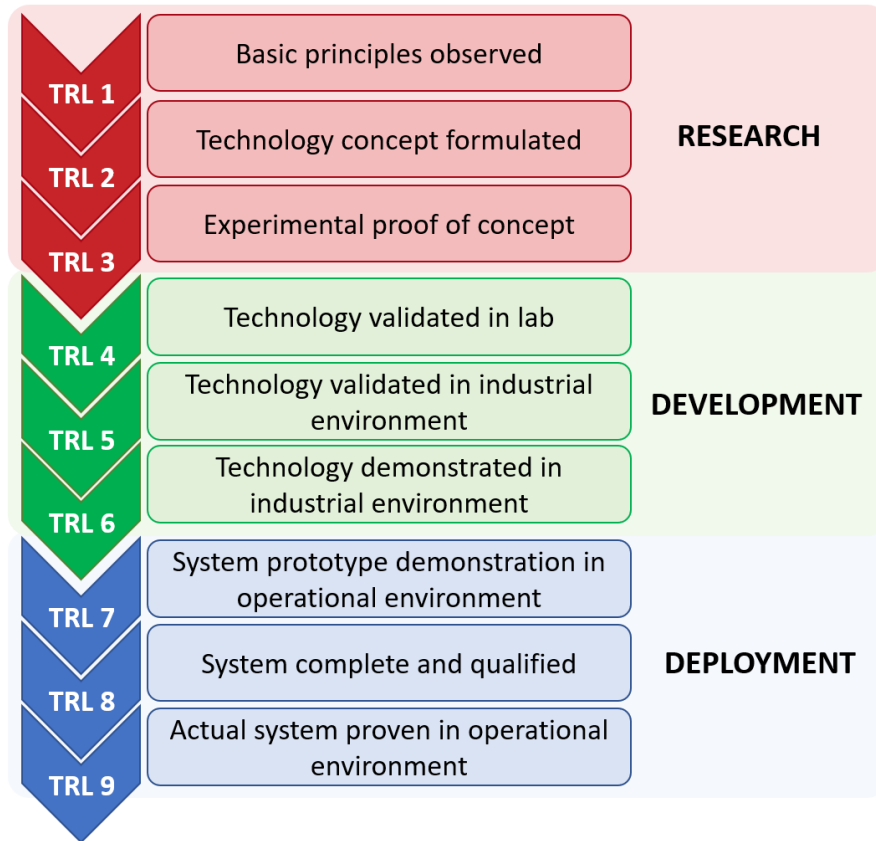 TRL 1
Basic principles observed
TRL 2
Technology concept formulated
RESEARCH
TRL 3
Experimental proof of concept
TRL 4
Technology validated in lab
TRL 5
Technology validated in industrial
environment
DEVELOPMENT
TRL 6
Technology demonstrated in
industrial environment
TRL 7
System prototype demonstration in
operational environment
TRL 8
System complete and qualified
DEPLOYMENT
TRL 9
Actual system proven in operational
environment